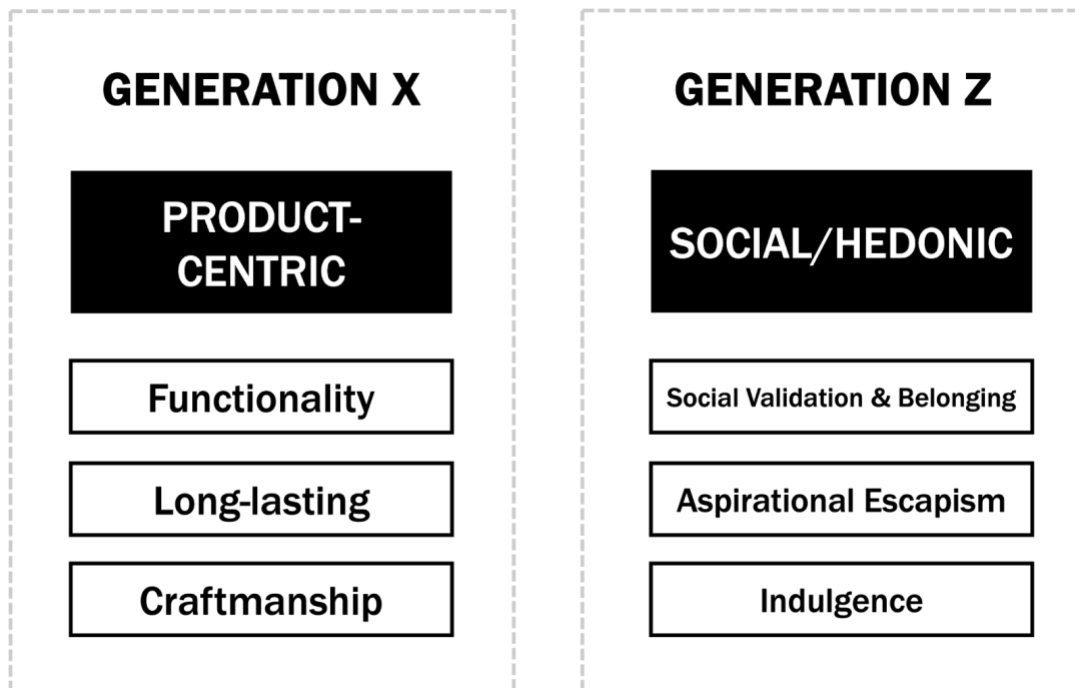 GENERATION X
PRODUCT-
CENTRIC
Functionality
Long-lasting
Craftmanship
GENERATION Z
SOCIAL/HEDONIC
Social Validation & Belonging
Aspirational Escapism
Indulgence